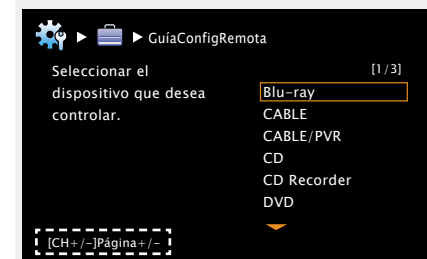 GuíaConfigRemota
Seleccionar el
dispositivo que desea
controlar.
[1/3]
Blu-ray
CABLE
CABLE/PVR
CD
CD Recorder
DVD
[CH+/-]Página+/-